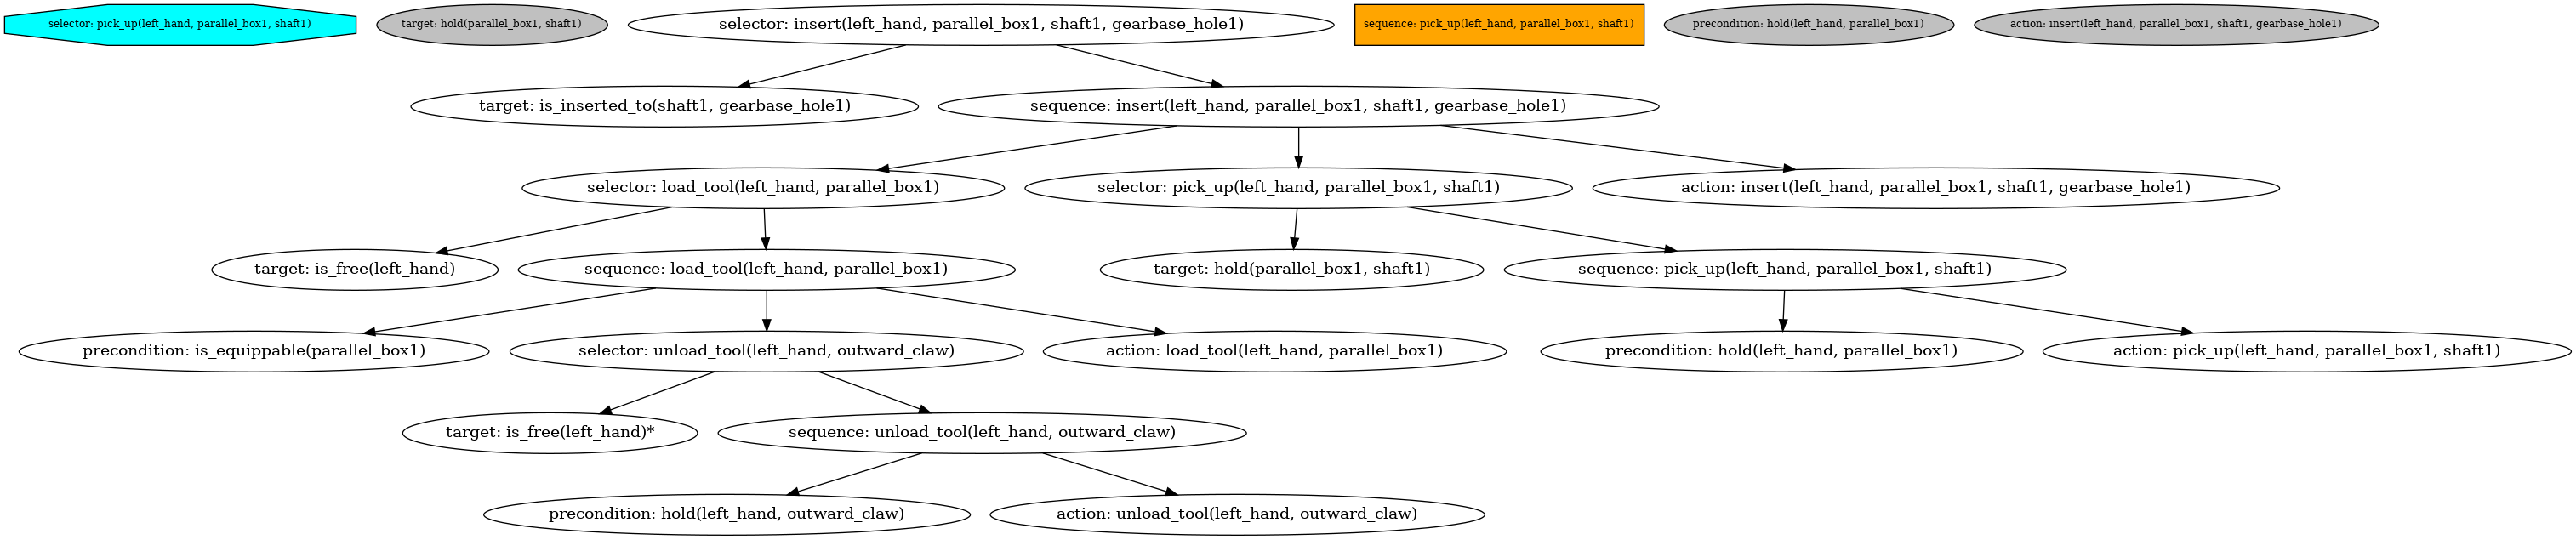 selector: pick_up(left_hand, parallel_box1, shaft1)
target: hold(parallel_box1, shaft1)
selector: insert(left_hand, parallel_box1, shaft1, gearbase_hole1)
sequence: pick_up(left_hand, parallel_box1, shaft1)
precondition: hold(left_hand, parallel_box1)
action: insert(left_hand, parallel_box1, shaft1, gearbase_hole1)
target: is_inserted_to(shaft1, gearbase_hole1)
sequence: insert(left_hand, parallel_box1, shaft1, gearbase_hole1)
selector: load_tool(left_hand, parallel_box1)
selector: pick_up(left_hand, parallel_box1, shaft1)
action: insert(left_hand, parallel_box1, shaft1, gearbase_hole1)
target: is_free(left_hand)
sequence: load_tool(left_hand, parallel_box1)
target: hold(parallel_box1, shaft1)
sequence: pick_up(left_hand, parallel_box1, shaft1)
precondition: is_equippable(parallel_box1)
selector: unload_tool(left_hand, outward_claw)
action: load_tool(left_hand, parallel_box1)
precondition: hold(left_hand, parallel_box1)
action: pick_up(left_hand, parallel_box1, shaft1)
target: is_free(left_hand)*
sequence: unload_tool(left_hand, outward_claw)
precondition: hold(left_hand, outward_claw)
action: unload_tool(left_hand, outward_claw)